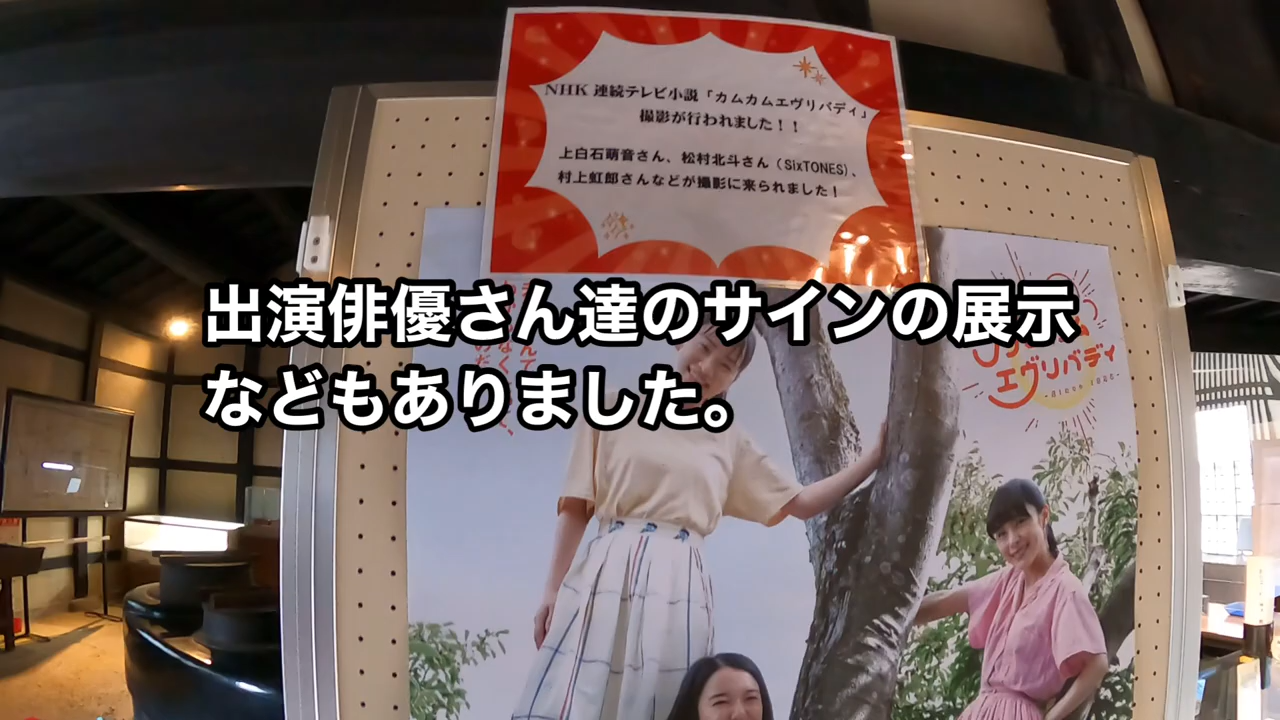 NHK 連続テレビ小説「カムカムエヴリバディ」
撮影が行われました！！
上白石萌音さん、松村北斗さん（SixTONES）、
村上虹郎さんなどが撮影に来られました！
出演俳優さん達のサインの展示
などもありました。
エヴリバディ